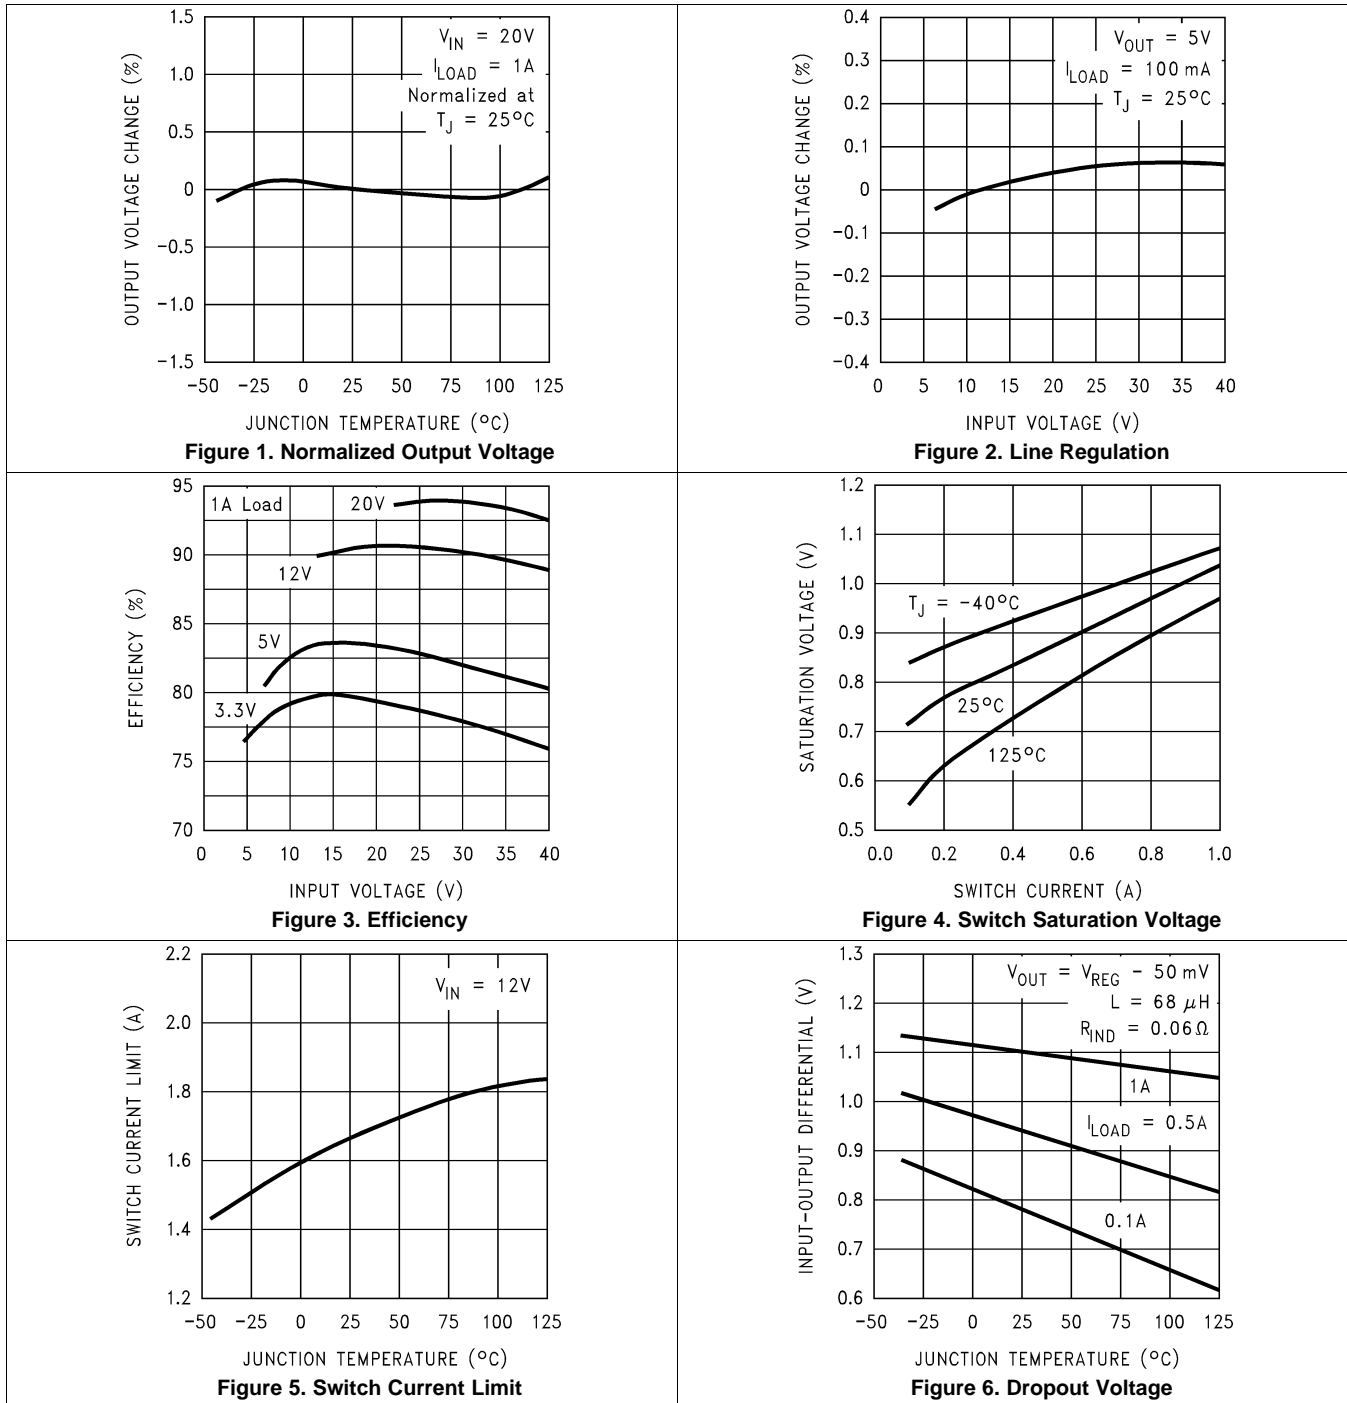 OUTPUT VOLTAGE CHANGE (%)
1.5
1.0
0.5
0
-0.5
-1.0
-1.5
V_IN = 20V
I_LOAD = 1A
Normalized at
T_J = 25°C
-50 -25 0 25 50 75 100 125
JUNCTION TEMPERATURE (°C)
Figure 1. Normalized Output Voltage
OUTPUT VOLTAGE CHANGE (%)
0.4
0.3
0.2
0.1
0
-0.1
-0.2
-0.3
-0.4
V_OUT = 5V
I_LOAD = 100 mA
T_J = 25°C
0 5 10 15 20 25 30 35 40
INPUT VOLTAGE (V)
Figure 2. Line Regulation
EFFICIENCY (%)
95
90
85
80
75
70
1A Load
20V
12V
5V
3.3V
0 5 10 15 20 25 30 35 40
INPUT VOLTAGE (V)
Figure 3. Efficiency
SATURATION VOLTAGE (V)
1.2
1.1
1.0
0.9
0.8
0.7
0.6
0.5
T_J = -40°C
25°C
125°C
0.0 0.2 0.4 0.6 0.8 1.0
SWITCH CURRENT (A)
Figure 4. Switch Saturation Voltage
SWITCH CURRENT LIMIT (A)
2.2
2.0
1.8
1.6
1.4
1.2
V_IN = 12V
-50 -25 0 25 50 75 100 125
JUNCTION TEMPERATURE (°C)
Figure 5. Switch Current Limit
INPUT-OUTPUT DIFFERENTIAL (V)
1.3
1.2
1.1
1.0
0.9
0.8
0.7
0.6
V_OUT = V_REG - 50 mV
L = 68 μH
R_IND = 0.06Ω
1A
I_LOAD = 0.5A
0.1A
-50 -25 0 25 50 75 100 125
JUNCTION TEMPERATURE (°C)
Figure 6. Dropout Voltage